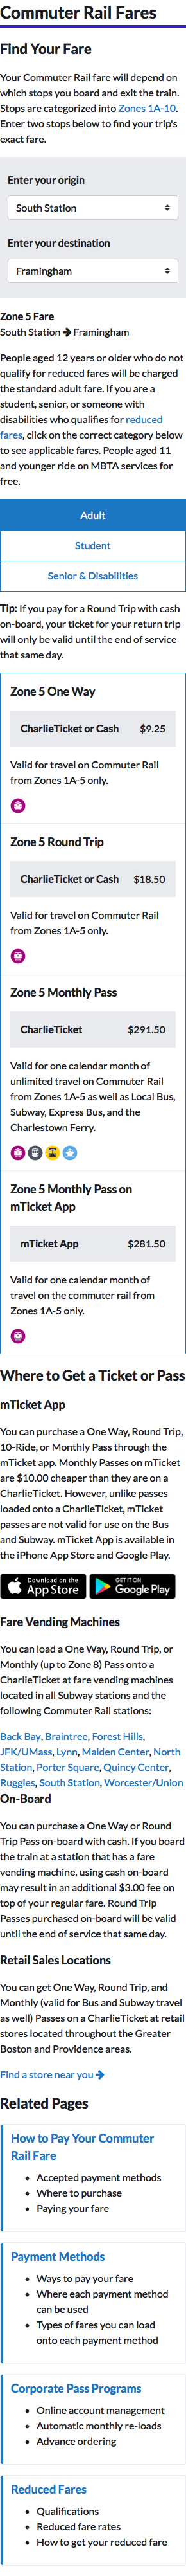 Commuter Rail Fares
Find Your Fare
Your Commuter Rail fare will depend on
which stops you board and exit the train.
Stops are categorized into Zones 1A-10.
Enter two stops below to find your trip's
exact fare.
Enter your origin
South Station
Enter your destination
Framingham
Zone 5 Fare
South Station → Framingham
People aged 12 years or older who do not
qualify for reduced fares will be charged
the standard adult fare. If you are a
student, senior, or someone with
disabilities who qualifies for reduced
fares, click on the correct category below
to see applicable fares. People aged 11
and younger ride on MBTA services for
free.
Adult
Student
Senior & Disabilities
Tip: If you pay for a Round Trip with cash
on-board, your ticket for your return trip
will only be valid until the end of service
that same day.
Zone 5 One Way
CharlieTicket or Cash $9.25
Valid for travel on Commuter Rail
from Zones 1A-5 only.
Zone 5 Round Trip
CharlieTicket or Cash $18.50
Valid for travel on Commuter Rail
from Zones 1A-5 only.
Zone 5 Monthly Pass
CharlieTicket $291.50
Valid for one calendar month of
unlimited travel on Commuter Rail
from Zones 1A-5 as well as Local Bus,
Subway, Express Bus, and the
Charlestown Ferry.
Zone 5 Monthly Pass on
mTicket App
mTicket App $281.50
Valid for one calendar month of
travel on the commuter rail from
Zones 1A-5 only.
Where to Get a Ticket or Pass
mTicket App
You can purchase a One Way, Round Trip,
10-Ride, or Monthly Pass through the
mTicket app. Monthly Passes on mTicket
are $10.00 cheaper than they are on a
CharlieTicket. However, unlike passes
loaded onto a CharlieTicket, mTicket
passes are not valid for use on the Bus
and Subway. mTicket App is available in
the iPhone App Store and Google Play.
Download on the App Store GET IT ON Google Play
Fare Vending Machines
You can load a One Way, Round Trip, or
Monthly (up to Zone 8) Pass onto a
CharlieTicket at fare vending machines
located in all Subway stations and the
following Commuter Rail stations:
Back Bay, Braintree, Forest Hills,
JFK/UMass, Lynn, Malden Center, North
Station, Porter Square, Quincy Center,
Ruggles, South Station, Worcester/Union
On-Board
You can purchase a One Way or Round
Trip Pass on-board with cash. If you board
the train at a station that has a fare
vending machine, using cash on-board
may result in an additional $3.00 fee on
top of your regular fare. Round Trip
Passes purchased on-board will be valid
until the end of service that same day.
Retail Sales Locations
You can get One Way, Round Trip, and
Monthly (valid for Bus and Subway travel
as well) Passes on a CharlieTicket at retail
stores located throughout the Greater
Boston and Providence areas.
Find a store near you →
Related Pages
How to Pay Your Commuter
Rail Fare
• Accepted payment methods
• Where to purchase
• Paying your fare
Payment Methods
• Ways to pay your fare
• Where each payment method
can be used
• Types of fares you can load
onto each payment method
Corporate Pass Programs
• Online account management
• Automatic monthly re-loads
• Advance ordering
Reduced Fares
• Qualifications
• Reduced fare rates
• How to get your reduced fare